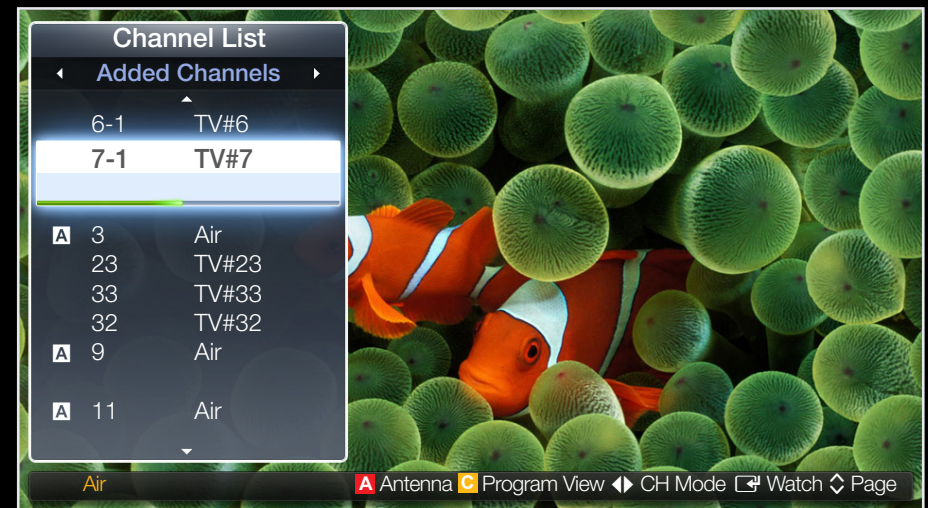 Channel List
Added Channels
6-1 TV#6
7-1 TV#7
A 3 Air
23 TV#23
33 TV#33
32 TV#32
A 9 Air
A 11 Air
Air A Antenna C Program View CH Mode Watch Page